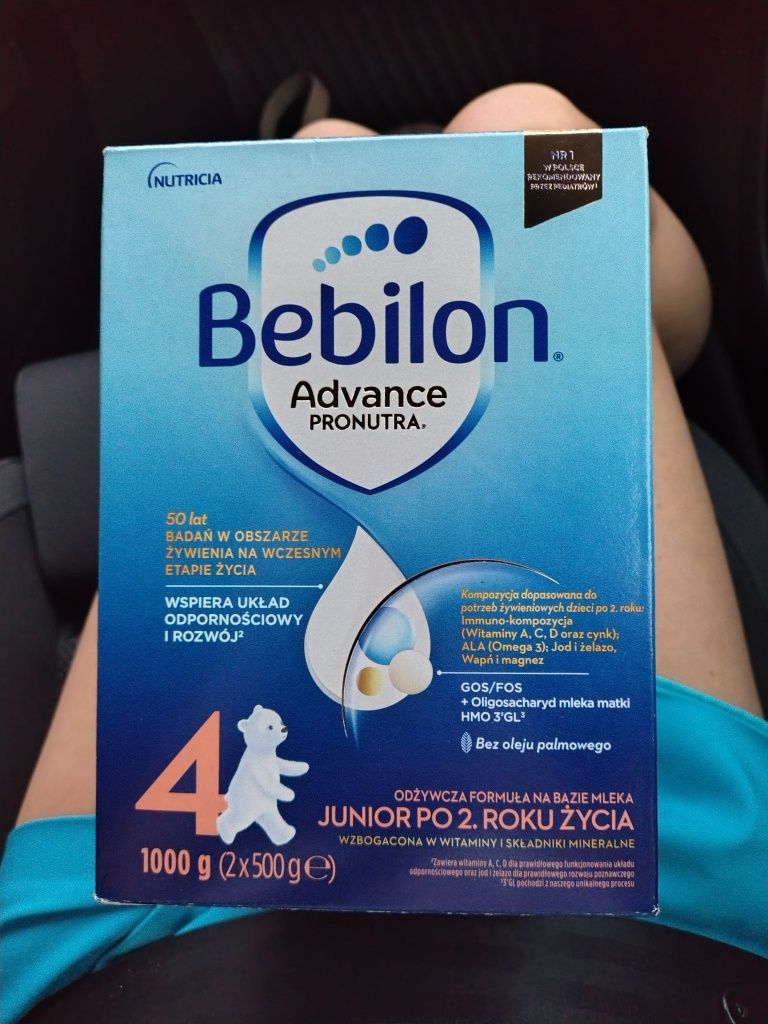 NUTRICIA
NR 1
W POLSCE
REKOMENDOWANY
PRZEZ PEDIATRÓW¹
Bebilon®
Advance
PRONUTRA®
50 lat
BADAŃ W OBSZARZE
ŻYWIENIA NA WCZESNYM
ETAPIE ŻYCIA
WSPIERA UKŁAD
ODPORNOŚCIOWY
I ROZWÓJ²
Kompozycja dopasowana do
potrzeb żywieniowych dzieci po 2. roku:
Immuno-kompozycja
(Witaminy A, C, D oraz cynk);
ALA (Omega 3); Jod i żelazo,
Wapń i magnez
GOS/FOS
+ Oligosacharyd mleka matki
HMO 3'GL³
Bez oleju palmowego
4
ODŻYWCZA FORMUŁA NA BAZIE MLEKA
JUNIOR PO 2. ROKU ŻYCIA
WZBOGACONA W WITAMINY I SKŁADNIKI MINERALNE
1000 g (2x500 g ℮)
²Zawiera witaminy A, C, D dla prawidłowego funkcjonowania układu
odpornościowego oraz jod i żelazo dla prawidłowego rozwoju poznawczego
³3'GL pochodzi z naszego unikalnego procesu